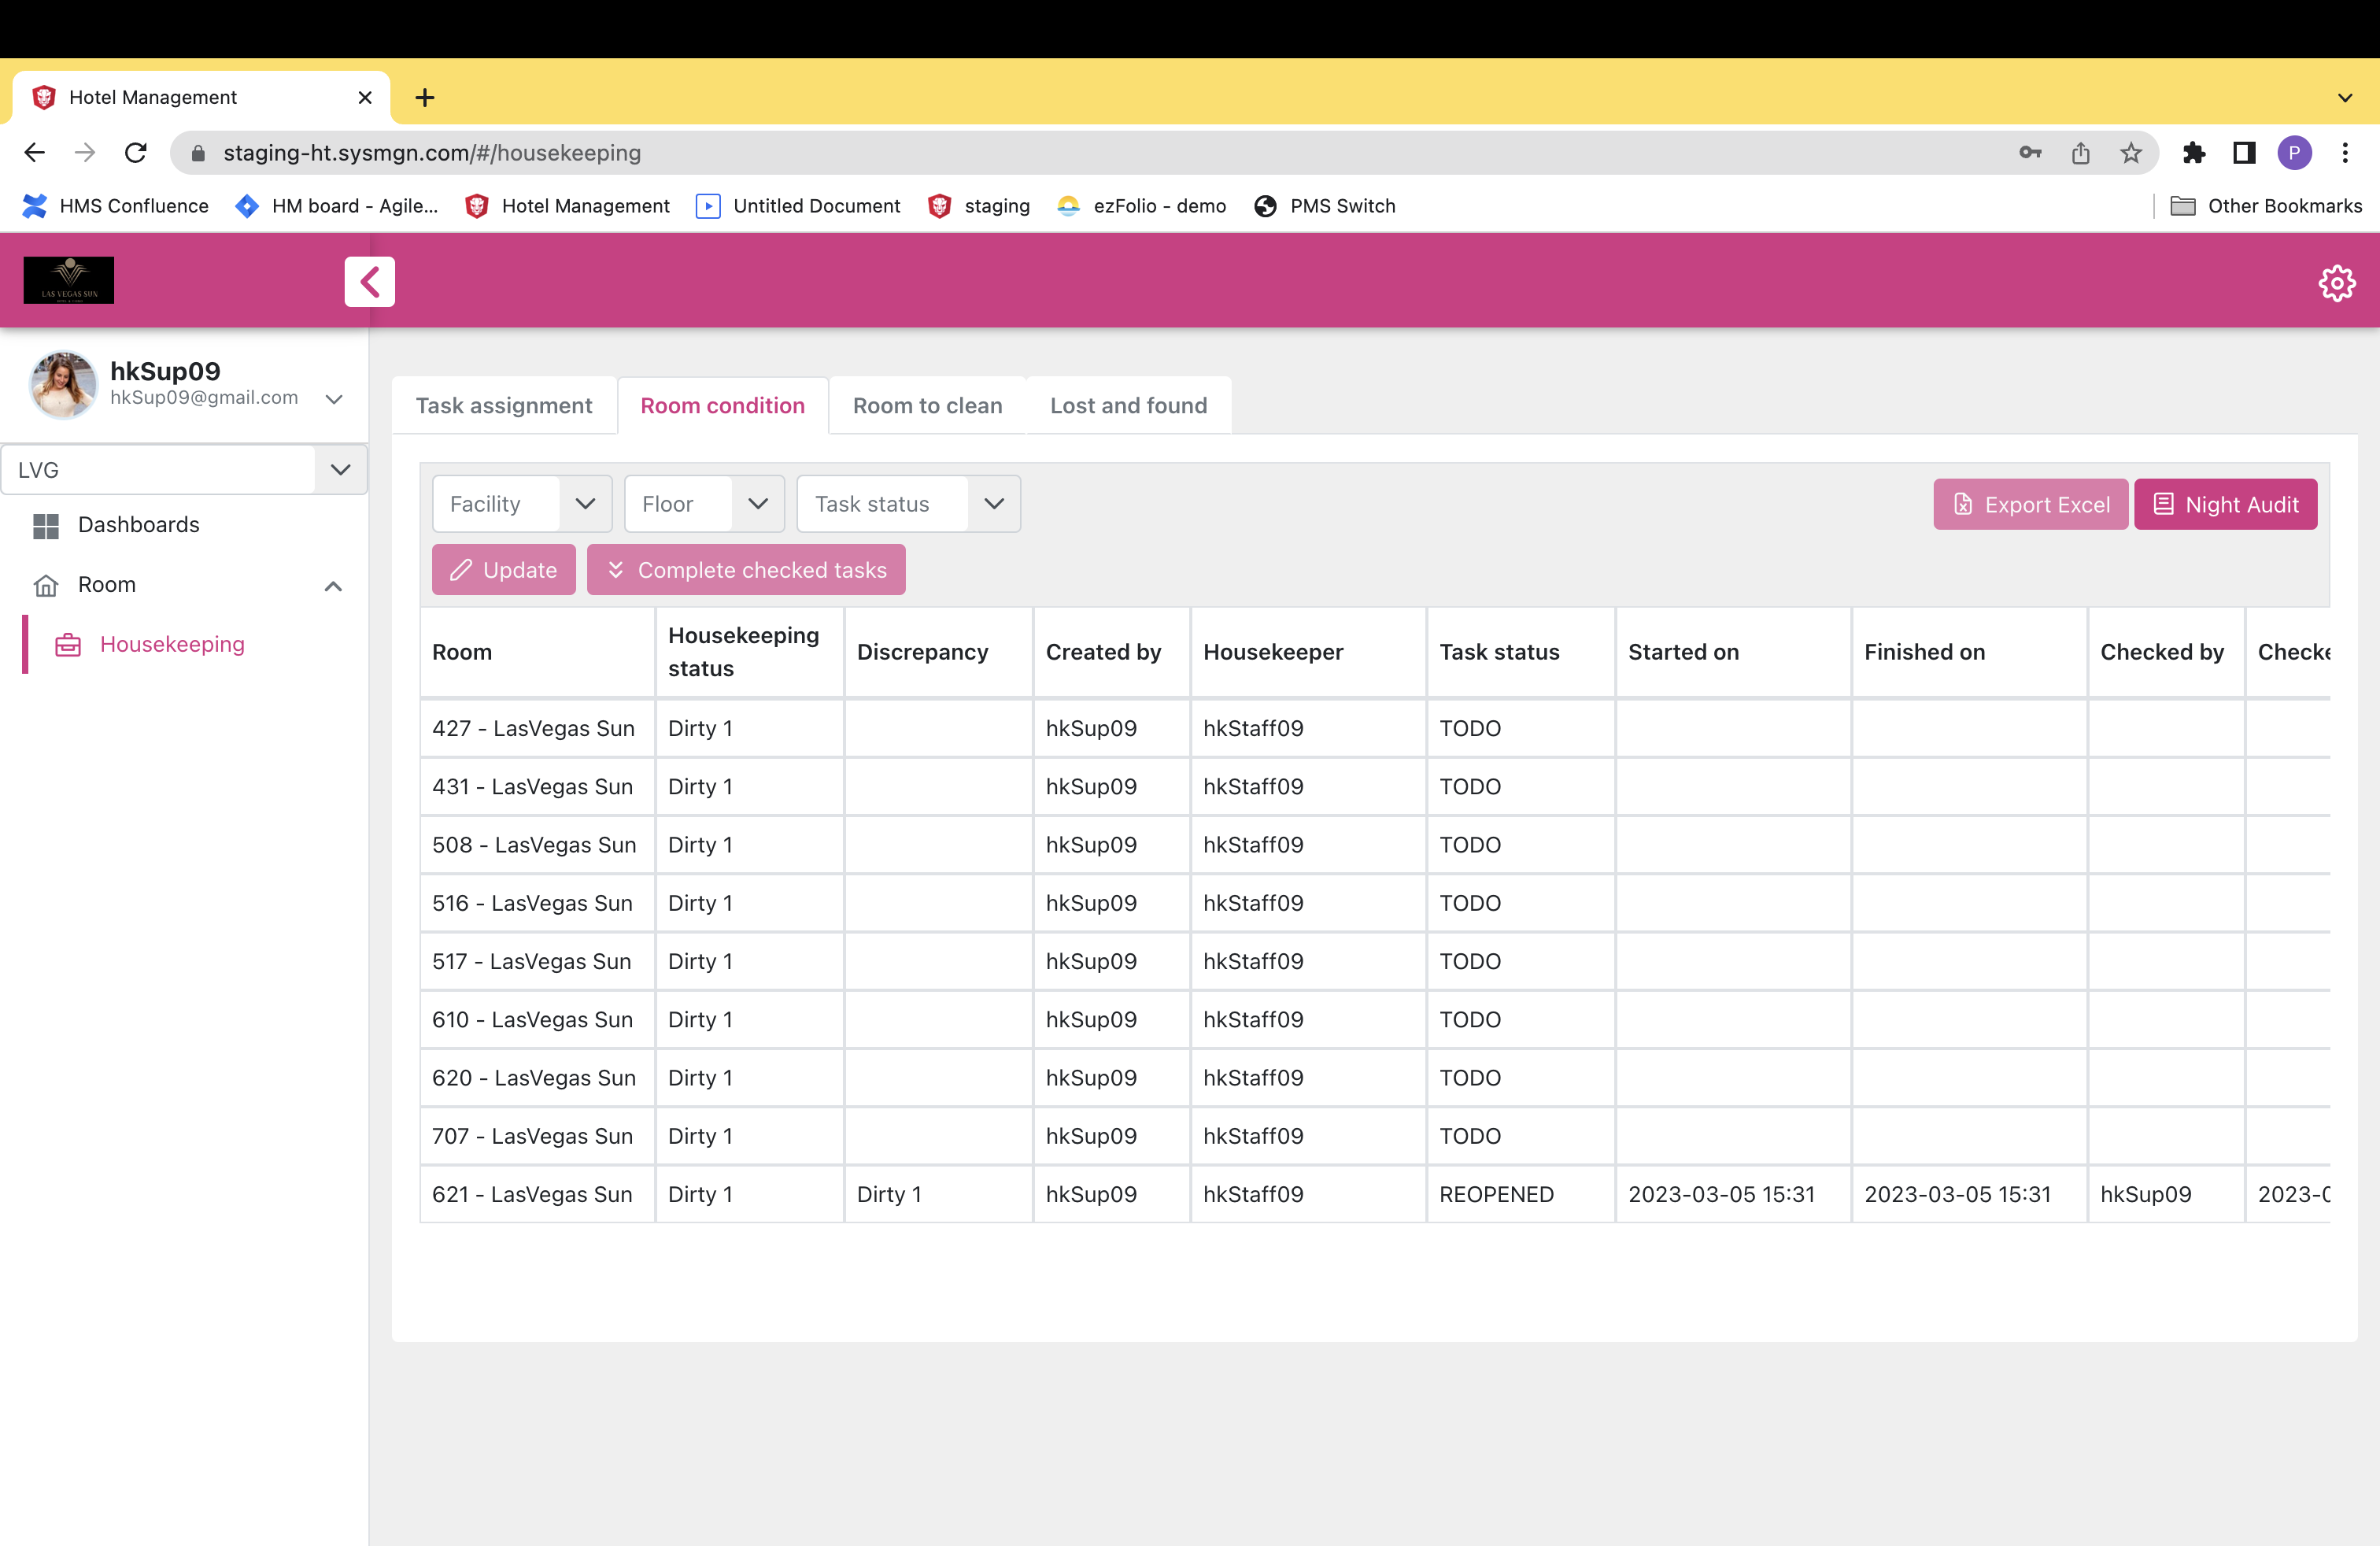 Hotel Management
staging-ht.sysmgn.com/#/housekeeping
P
HMS Confluence
HM board - Agile...
Hotel Management
Untitled Document
staging
ezFolio - demo
PMS Switch
Other Bookmarks
LAS VEGAS SUN
hkSup09
hkSup09@gmail.com
LVG
Dashboards
Room
Housekeeping
Task assignment
Room condition
Room to clean
Lost and found
Facility
Floor
Task status
Export Excel
Night Audit
Update
Complete checked tasks
Room Housekeeping status Discrepancy Created by Housekeeper Task status Started on Finished on Checked by Checke
427 - LasVegas Sun Dirty 1 hkSup09 hkStaff09 TODO
431 - LasVegas Sun Dirty 1 hkSup09 hkStaff09 TODO
508 - LasVegas Sun Dirty 1 hkSup09 hkStaff09 TODO
516 - LasVegas Sun Dirty 1 hkSup09 hkStaff09 TODO
517 - LasVegas Sun Dirty 1 hkSup09 hkStaff09 TODO
610 - LasVegas Sun Dirty 1 hkSup09 hkStaff09 TODO
620 - LasVegas Sun Dirty 1 hkSup09 hkStaff09 TODO
707 - LasVegas Sun Dirty 1 hkSup09 hkStaff09 TODO
621 - LasVegas Sun Dirty 1 Dirty 1 hkSup09 hkStaff09 REOPENED 2023-03-05 15:31 2023-03-05 15:31 hkSup09 2023-0